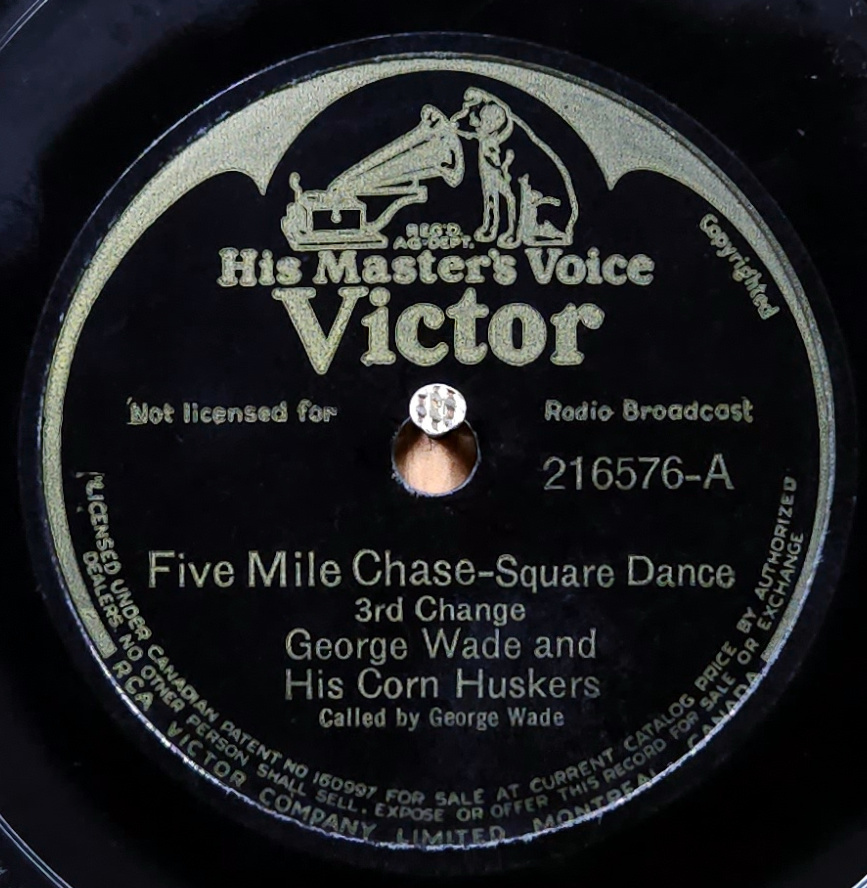 REG'D.
AG. DEPT.
His Master's Voice
Victor
Copyrighted
Not licensed for Radio Broadcast
216576-A
Five Mile Chase-Square Dance
3rd Change
George Wade and
His Corn Huskers
Called by George Wade
LICENSED UNDER CANADIAN PATENT NO 160997 FOR SALE AT CURRENT CATALOG PRICE BY AUTHORIZED
DEALERS NO OTHER PERSON SHALL SELL. EXPOSE OR OFFER THIS RECORD FOR SALE OR EXCHANGE
RCA VICTOR COMPANY LIMITED MONTREAL CANADA